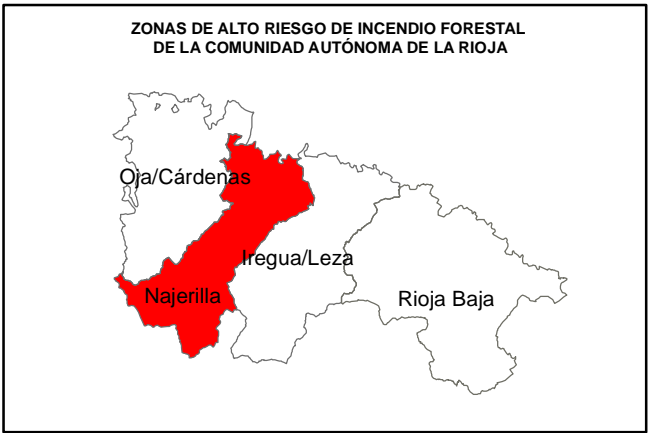 ZONAS DE ALTO RIESGO DE INCENDIO FORESTAL
DE LA COMUNIDAD AUTÓNOMA DE LA RIOJA
Oja/Cárdenas
Iregua/Leza
Najerilla
Rioja Baja